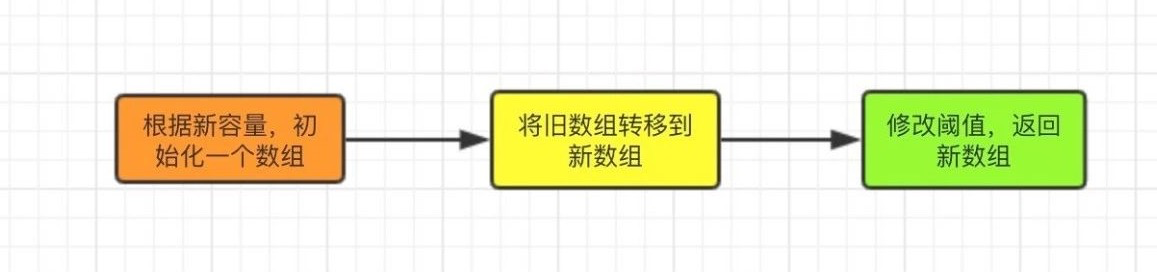 根据新容量，初
始化一个数组
将旧数组转移到
新数组
修改阈值，返回
新数组